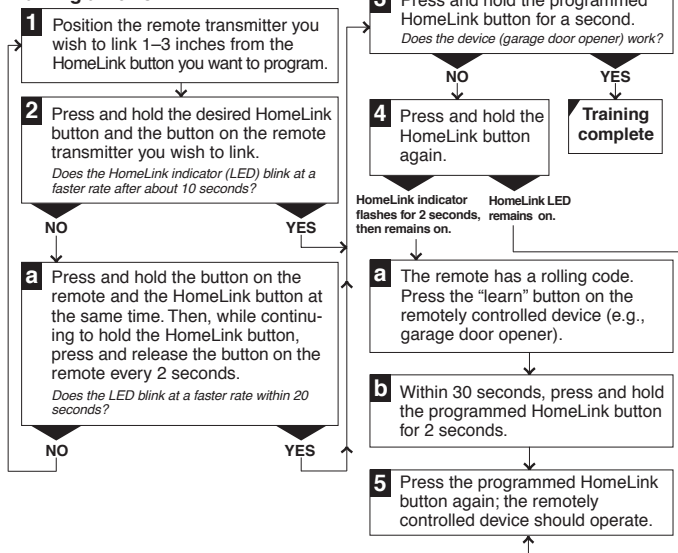 1
Position the remote transmitter you
wish to link 1–3 inches from the
HomeLink button you want to program.
2
Press and hold the desired HomeLink
button and the button on the remote
transmitter you wish to link.
Does the HomeLink indicator (LED) blink at a
faster rate after about 10 seconds?
NO
YES
a
Press and hold the button on the
remote and the HomeLink button at
the same time. Then, while continu-
ing to hold the HomeLink button,
press and release the button on the
remote every 2 seconds.
Does the LED blink at a faster rate within 20
seconds?
NO
YES
3
Press and hold the programmed
HomeLink button for a second.
Does the device (garage door opener) work?
NO
YES
4
Press and hold the
HomeLink button
again.
Training
complete
HomeLink indicator
flashes for 2 seconds,
then remains on.
HomeLink LED
remains on.
a
The remote has a rolling code.
Press the “learn” button on the
remotely controlled device (e.g.,
garage door opener).
b
Within 30 seconds, press and hold
the programmed HomeLink button
for 2 seconds.
5
Press the programmed HomeLink
button again; the remotely
controlled device should operate.